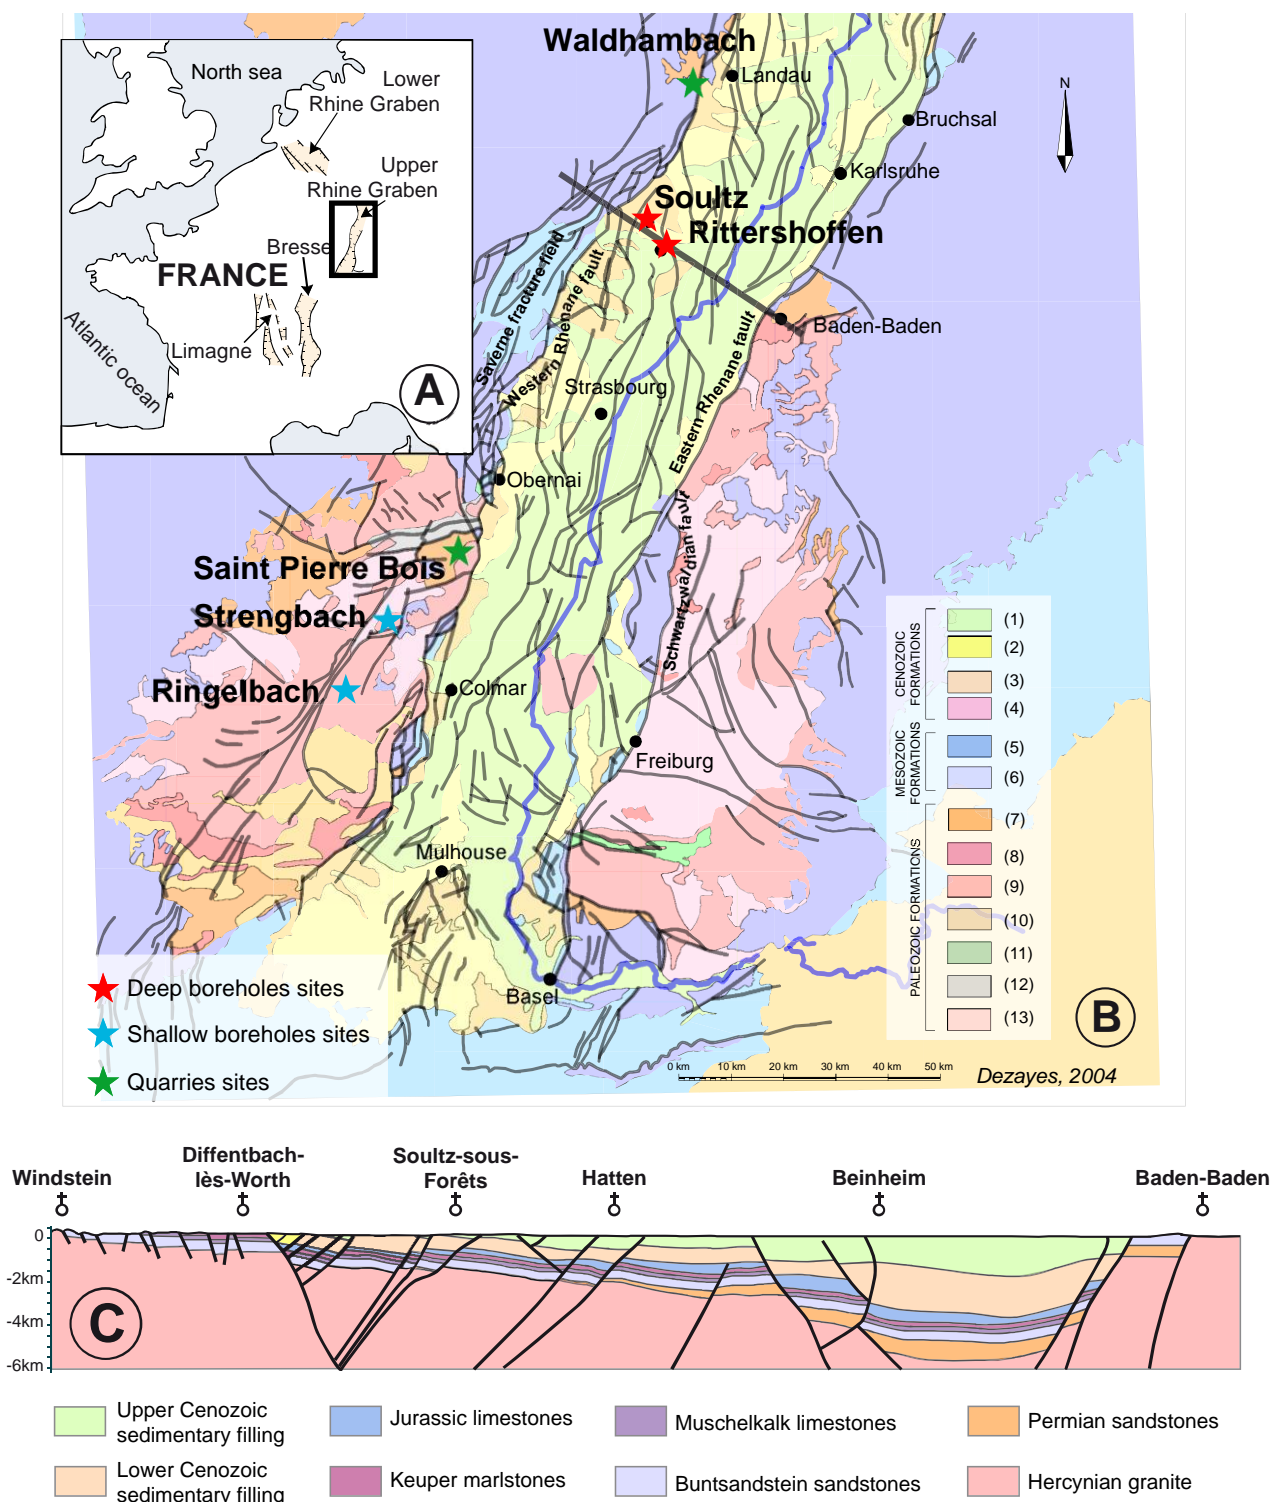 Waldhambach
Landau
Bruchsal
Karlsruhe
N
North sea
Lower
Rhine Graben
Upper
Rhine Graben
Bresse
FRANCE
Limagne
Atlantic ocean
A
Soultz
Rittershoffen
Saverne fracture field
Western Rhenane fault
Eastern Rhenane fault
Schwartzwaldian fault
Baden-Baden
Strasbourg
Obernai
Saint Pierre Bois
Strengbach
Ringelbach
Colmar
Freiburg
Mulhouse
Basel
CENOZOIC
FORMATIONS
(1)
(2)
(3)
(4)
MESOZOIC
FORMATIONS
(5)
(6)
PALEOZOIC FORMATIONS
(7)
(8)
(9)
(10)
(11)
(12)
(13)
B
Deep boreholes sites
Shallow boreholes sites
Quarries sites
0 km 10 km 20 km 30 km 40 km 50 km
Dezayes, 2004
Windstein
Diffentbach-
lès-Worth
Soultz-sous-
Forêts
Hatten
Beinheim
Baden-Baden
0
-2km
-4km
-6km
C
Upper Cenozoic
sedimentary filling
Jurassic limestones
Muschelkalk limestones
Permian sandstones
Lower Cenozoic
sedimentary filling
Keuper marlstones
Buntsandstein sandstones
Hercynian granite